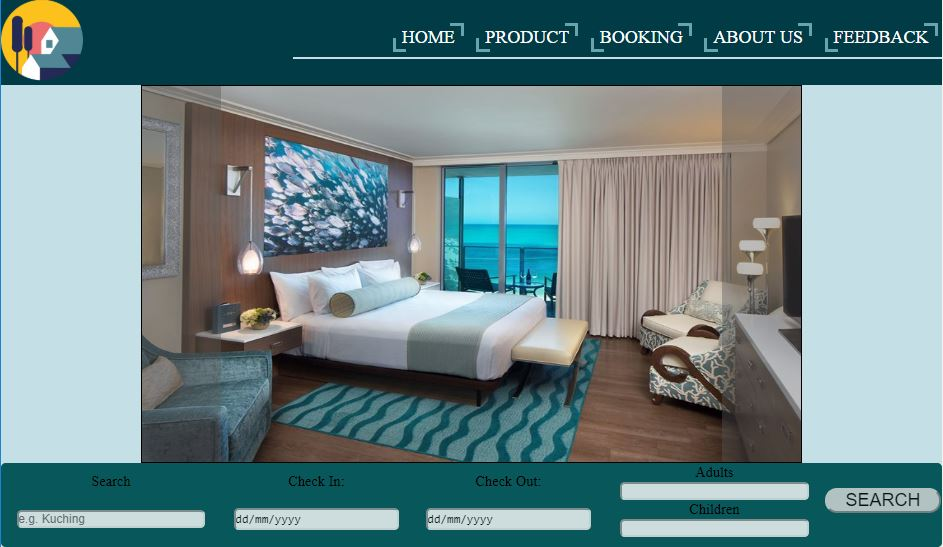 HOME PRODUCT BOOKING ABOUT US FEEDBACK
Search Check In: Check Out: Adults
e.g. Kuching dd/mm/yyyy dd/mm/yyyy SEARCH
Children